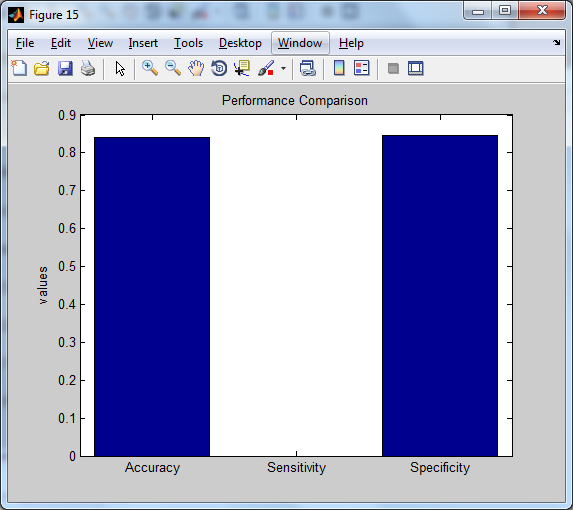 Figure 15
File Edit View Insert Tools Desktop Window Help
Performance Comparison
0.9
0.8
0.7
0.6
0.5
0.4
0.3
0.2
0.1
0
values
Accuracy Sensitivity Specificity